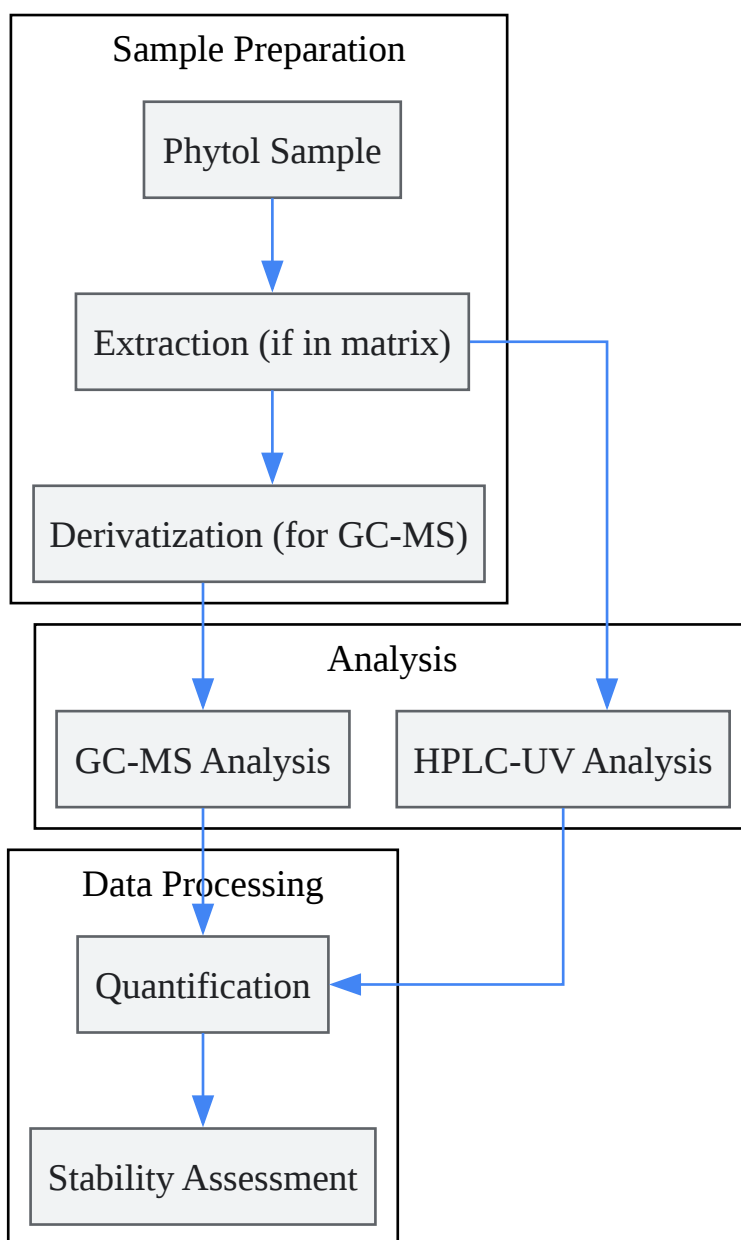 Sample Preparation
Phytol Sample
Extraction (if in matrix)
Derivatization (for GC-MS)
Analysis
GC-MS Analysis
HPLC-UV Analysis
Data Processing
Quantification
Stability Assessment